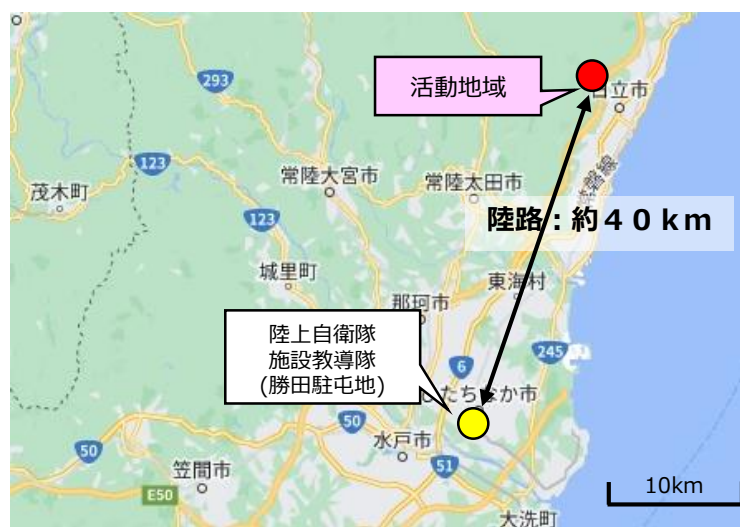 293
活動地域
日立市
123
常陸大宮市
常陸太田市
茂木町
常磐線
陸路：約４０ｋｍ
123
城里町
東海村
那珂市
陸上自衛隊
施設教導隊
(勝田駐屯地)
6
245
たちなか市
50
50
水戸市
51
笠間市
E50
10km
大洗町